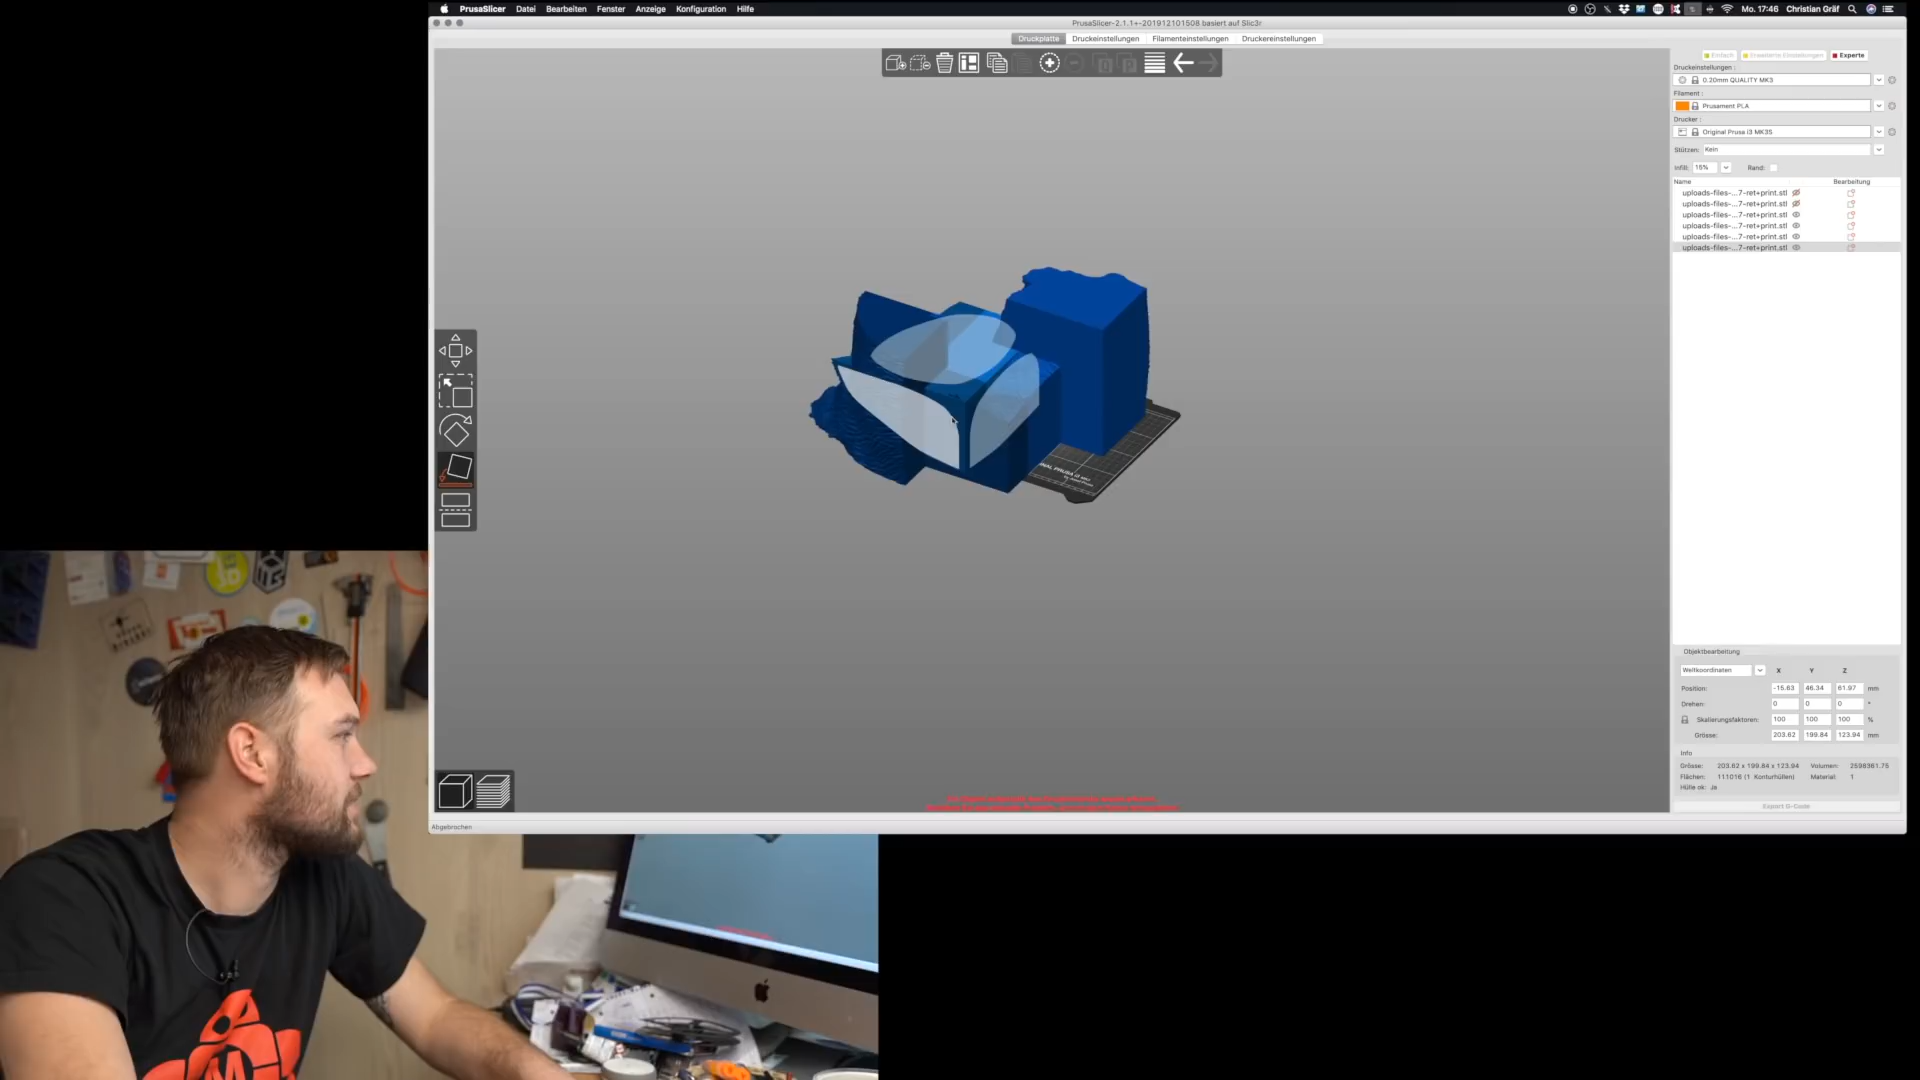 PrusaSlicer Datei Bearbeiten Fenster Anzeige Konfiguration Hilfe
Mo. 17:46 Christian Gräf
PrusaSlicer-2.1.1+-201912101508 basiert auf Slic3r
Druckplatte Druckeinstellungen Filamenteinstellungen Druckereinstellungen
Einfach Erweiterte Einstellungen Experte
Druckeinstellungen :
0.20mm QUALITY MK3
Filament :
Prusament PLA
Drucker :
Original Prusa i3 MK3S
Stützen: Kein
Infill: 15% Rand:
Name Bearbeitung
uploads-files-...7-ret+print.stl
uploads-files-...7-ret+print.stl
uploads-files-...7-ret+print.stl
uploads-files-...7-ret+print.stl
uploads-files-...7-ret+print.stl
uploads-files-...7-ret+print.stl
Objektbearbeitung
Weltkoordinaten X Y Z
Position: -15.63 46.34 61.97 mm
Drehen: 0 0 0 °
Skalierungsfaktoren: 100 100 100 %
Grösse: 203.62 199.84 123.94 mm
Info
Grösse: 203.62 x 199.84 x 123.94 Volumen: 2598361.75
Flächen: 111016 (1 Konturhüllen) Material: 1
Hülle ok: Ja
Export G-Code
Abgebrochen